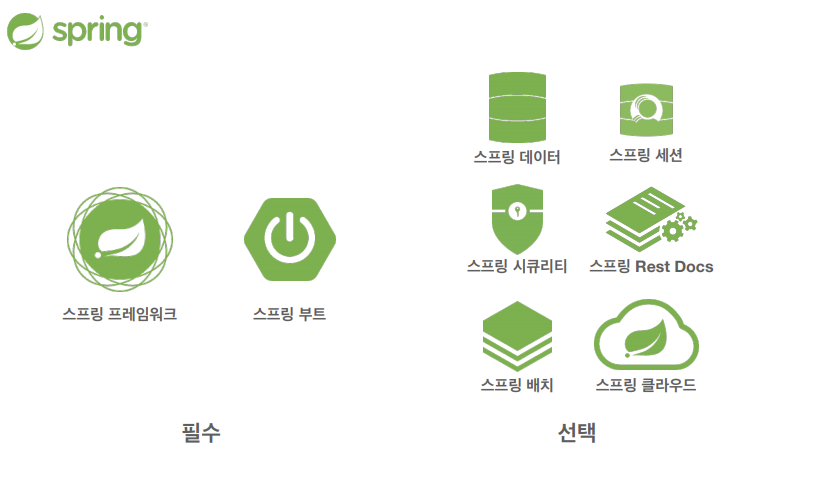 spring®
스프링 데이터
스프링 세션
스프링 시큐리티
스프링 Rest Docs
스프링 프레임워크
스프링 부트
스프링 배치
스프링 클라우드
필수
선택